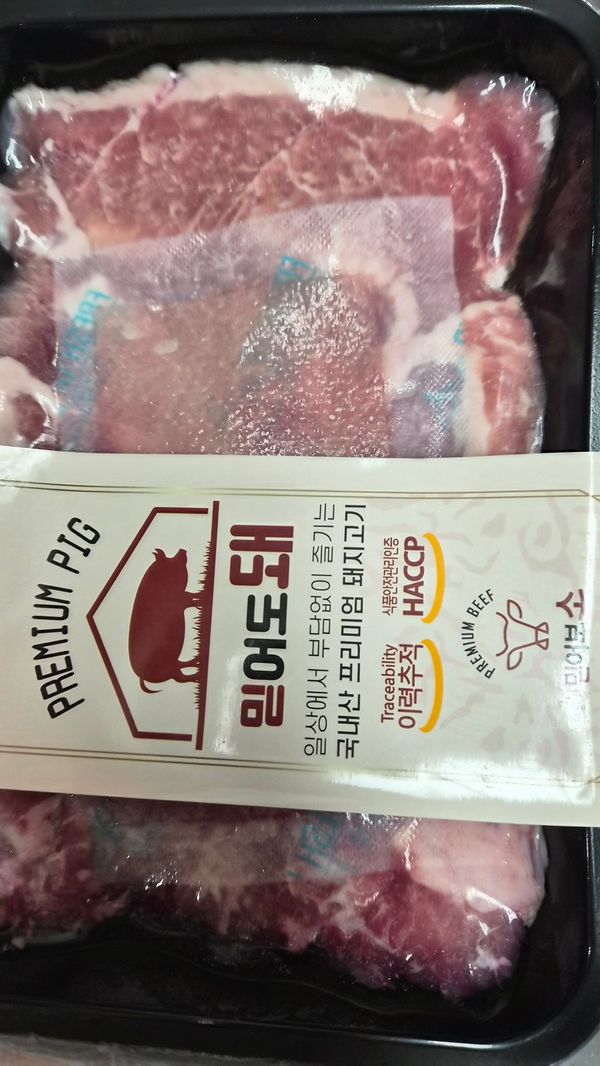 PREMIUM PIG
밀어도돼
일상에서 부담없이 즐기는
국내산 프리미엄 돼지고기
Traceability
이력추적
식품안전관리인증
HACCP
PREMIUM BEEF
밀어보소